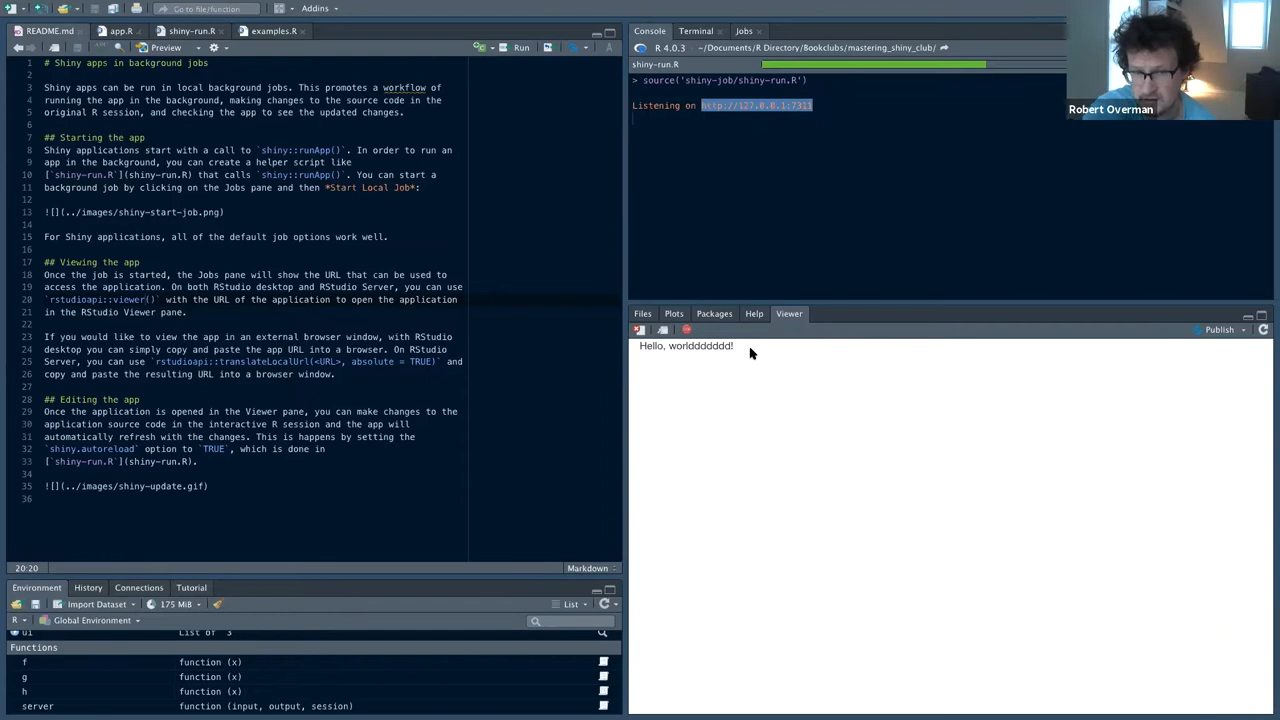 Go to file/function
Addins
README.md
app.R
shiny-run.R
examples.R
Preview
Run
1 # Shiny apps in background jobs
2
3 Shiny apps can be run in local background jobs. This promotes a workflow of
4 running the app in the background, making changes to the source code in the
5 original R session, and checking the app to see the updated changes.
6
7 ## Starting the app
8 Shiny applications start with a call to `shiny::runApp()`. In order to run an
9 app in the background, you can create a helper script like
10 [`shiny-run.R`](shiny-run.R) that calls `shiny::runApp()`. You can start a
11 background job by clicking on the Jobs pane and then *Start Local Job*:
12
13 ![](../images/shiny-start-job.png)
14
15 For Shiny applications, all of the default job options work well.
16
17 ## Viewing the app
18 Once the job is started, the Jobs pane will show the URL that can be used to
19 access the application. On both RStudio desktop and RStudio Server, you can use
20 `rstudioapi::viewer()` with the URL of the application to open the application
21 in the RStudio Viewer pane.
22
23 If you would like to view the app in an external browser window, with RStudio
24 desktop you can simply copy and paste the app URL into a browser. On RStudio
25 Server, you can use `rstudioapi::translateLocalUrl(<URL>, absolute = TRUE)` and
26 copy and paste the resulting URL into a browser window.
27
28 ## Editing the app
29 Once the application is opened in the Viewer pane, you can make changes to the
30 application source code in the interactive R session and the app will
31 automatically refresh with the changes. This is happens by setting the
32 `shiny.autoreload` option to `TRUE`, which is done in
33 [`shiny-run.R`](shiny-run.R).
34
35 ![](../images/shiny-update.gif)
36
20:20
Markdown
Environment
History
Connections
Tutorial
Import Dataset
175 MiB
List
R
Global Environment
ui List of 3
Functions
f function (x)
g function (x)
h function (x)
server function (input, output, session)
Console
Terminal
Jobs
R 4.0.3 · ~/Documents/R Directory/Bookclubs/mastering_shiny_club/
shiny-run.R
> source('shiny-job/shiny-run.R')
Listening on http://127.0.0.1:7311
Robert Overman
Files
Plots
Packages
Help
Viewer
Publish
Hello, worlddddddd!